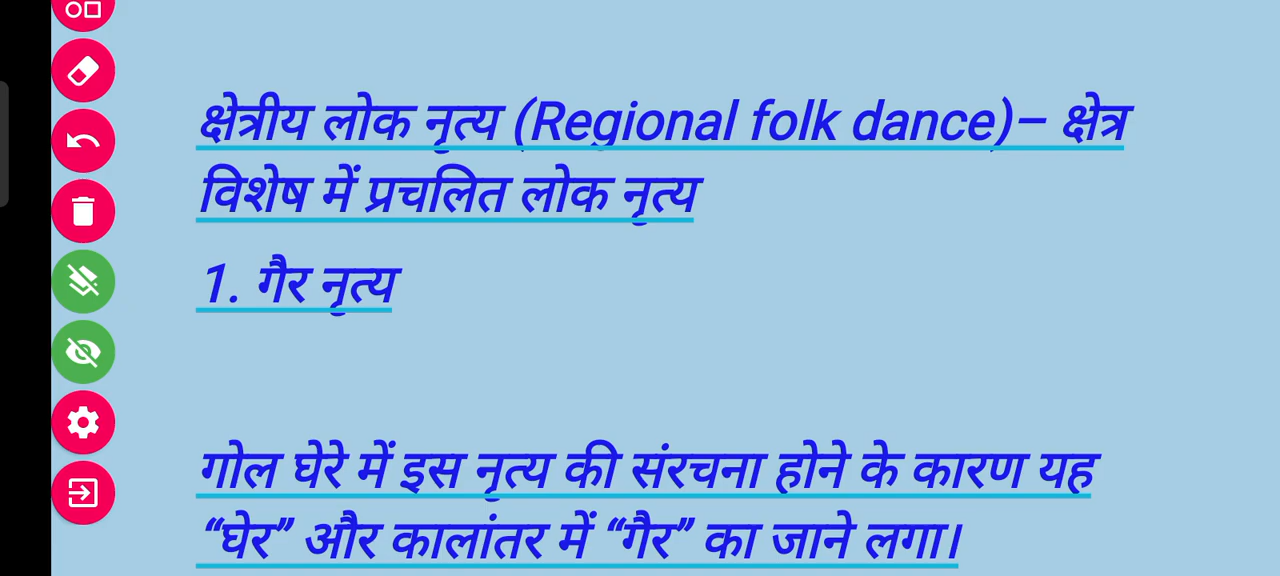 क्षेत्रीय लोक नृत्य (Regional folk dance)– क्षेत्र
विशेष में प्रचलित लोक नृत्य
1. गैर नृत्य
गोल घेरे में इस नृत्य की संरचना होने के कारण यह
“घेर” और कालांतर में “गैर” का जाने लगा।